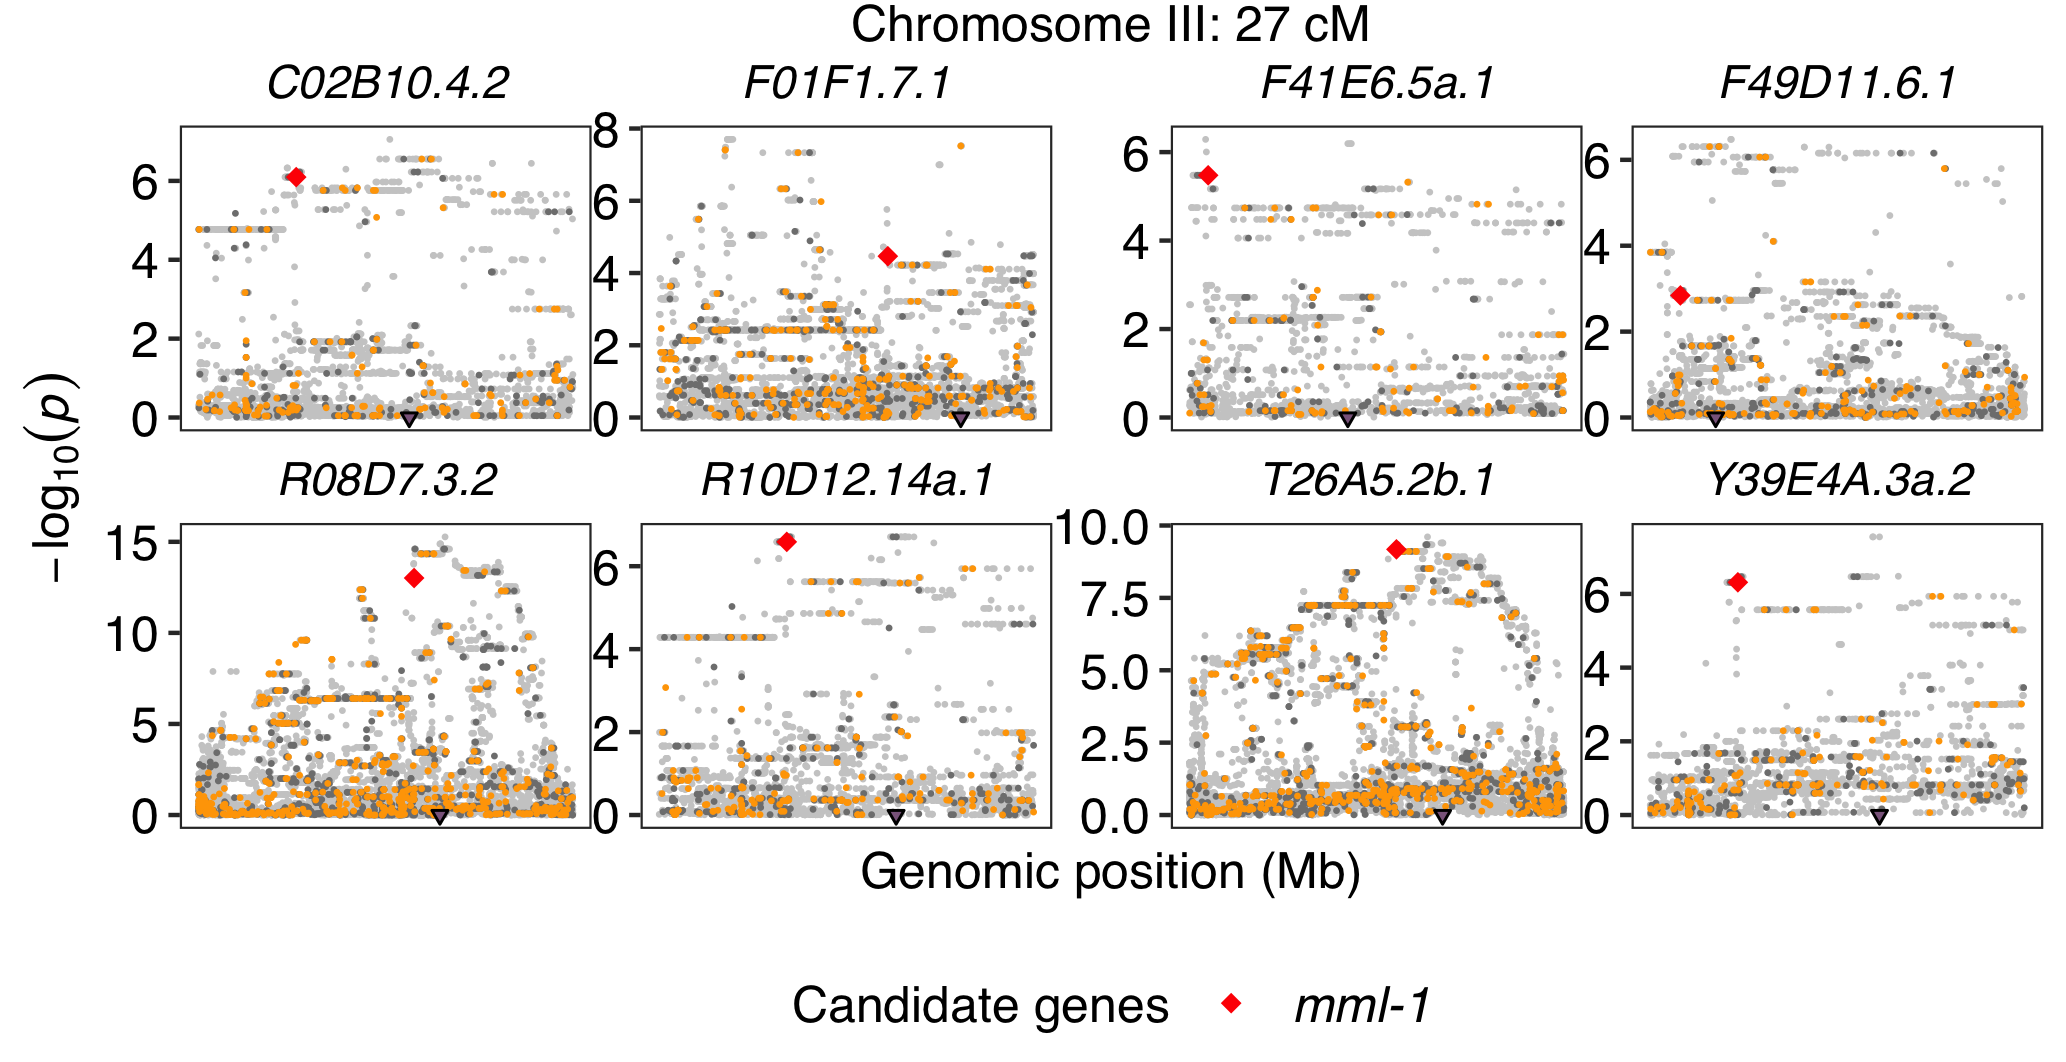 Chromosome III: 27 cM
C02B10.4.2 F01F1.7.1 F41E6.5a.1 F49D11.6.1
6 4 2 0
8 6 4 2 0
6 4 2 0
6 4 2 0
−log10(p)
R08D7.3.2 R10D12.14a.1 T26A5.2b.1 Y39E4A.3a.2
15 10 5 0
6 4 2 0
10.0 7.5 5.0 2.5 0.0
6 4 2 0
Genomic position (Mb)
Candidate genes mml-1